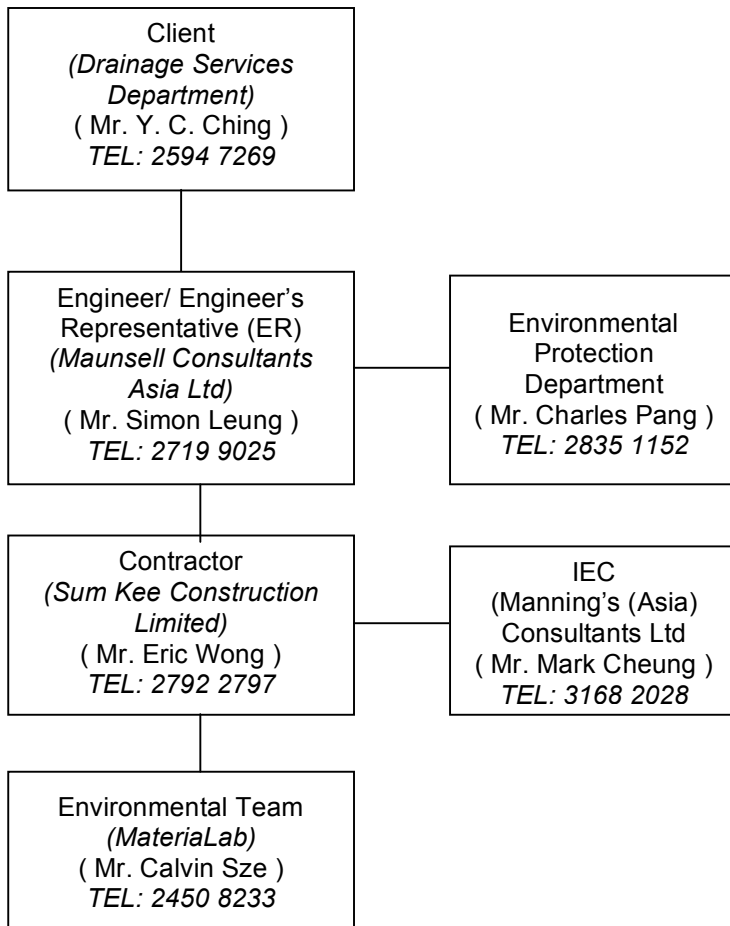 Client
(Drainage Services
Department)
( Mr. Y. C. Ching )
TEL: 2594 7269
Engineer/ Engineer’s
Representative (ER)
(Maunsell Consultants
Asia Ltd)
( Mr. Simon Leung )
TEL: 2719 9025
Environmental
Protection
Department
( Mr. Charles Pang )
TEL: 2835 1152
Contractor
(Sum Kee Construction
Limited)
( Mr. Eric Wong )
TEL: 2792 2797
IEC
(Manning’s (Asia)
Consultants Ltd
( Mr. Mark Cheung )
TEL: 3168 2028
Environmental Team
(MateriaLab)
( Mr. Calvin Sze )
TEL: 2450 8233